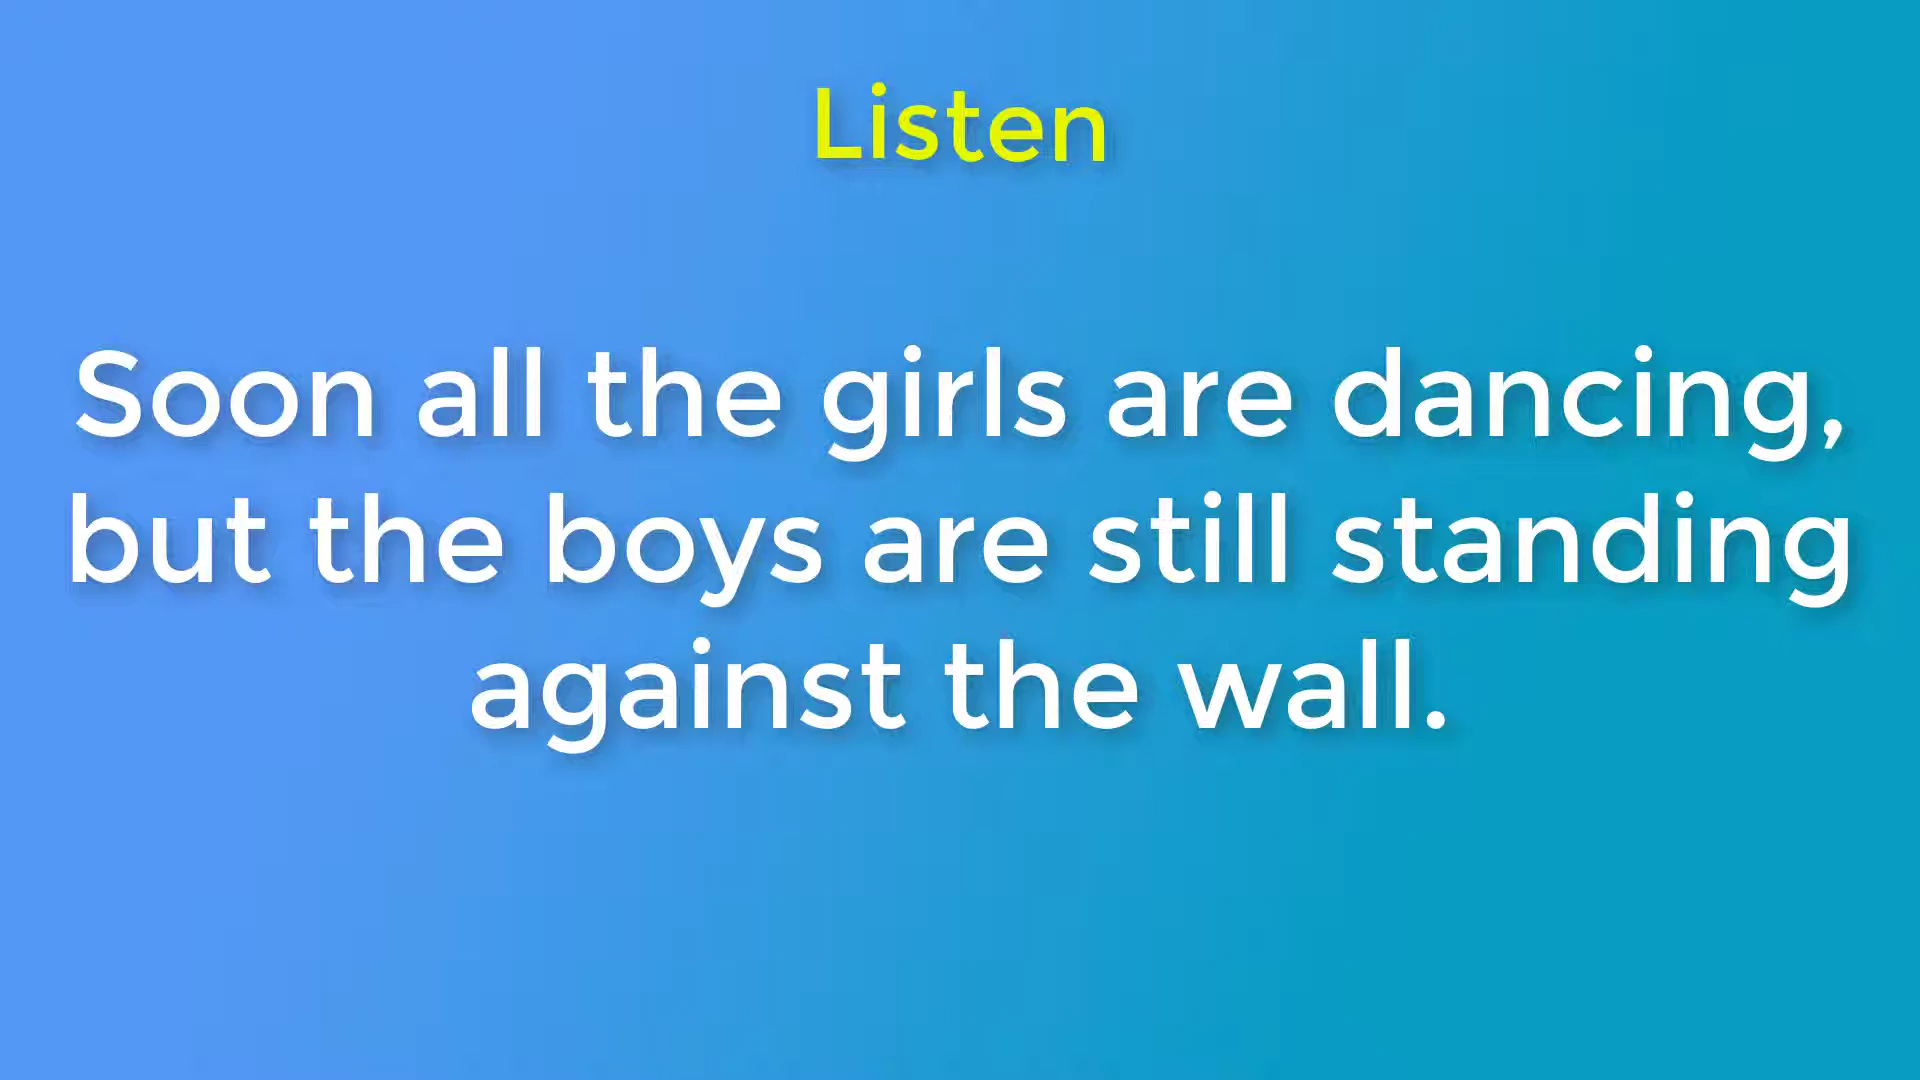 Listen
Soon all the girls are dancing,
but the boys are still standing
against the wall.